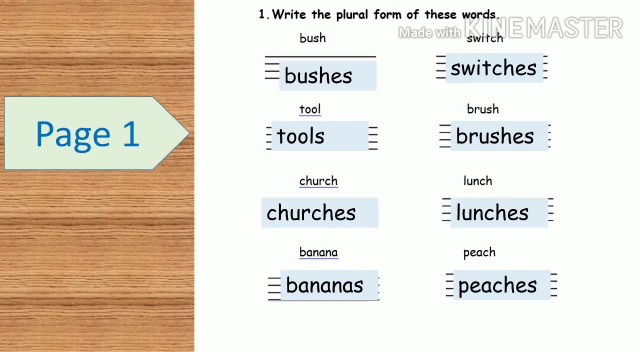 1. Write the plural form of these words.
Made with KINEMASTER
bush
switch
bushes
switches
tool
brush
Page 1
tools
brushes
church
lunch
churches
lunches
banana
peach
bananas
peaches